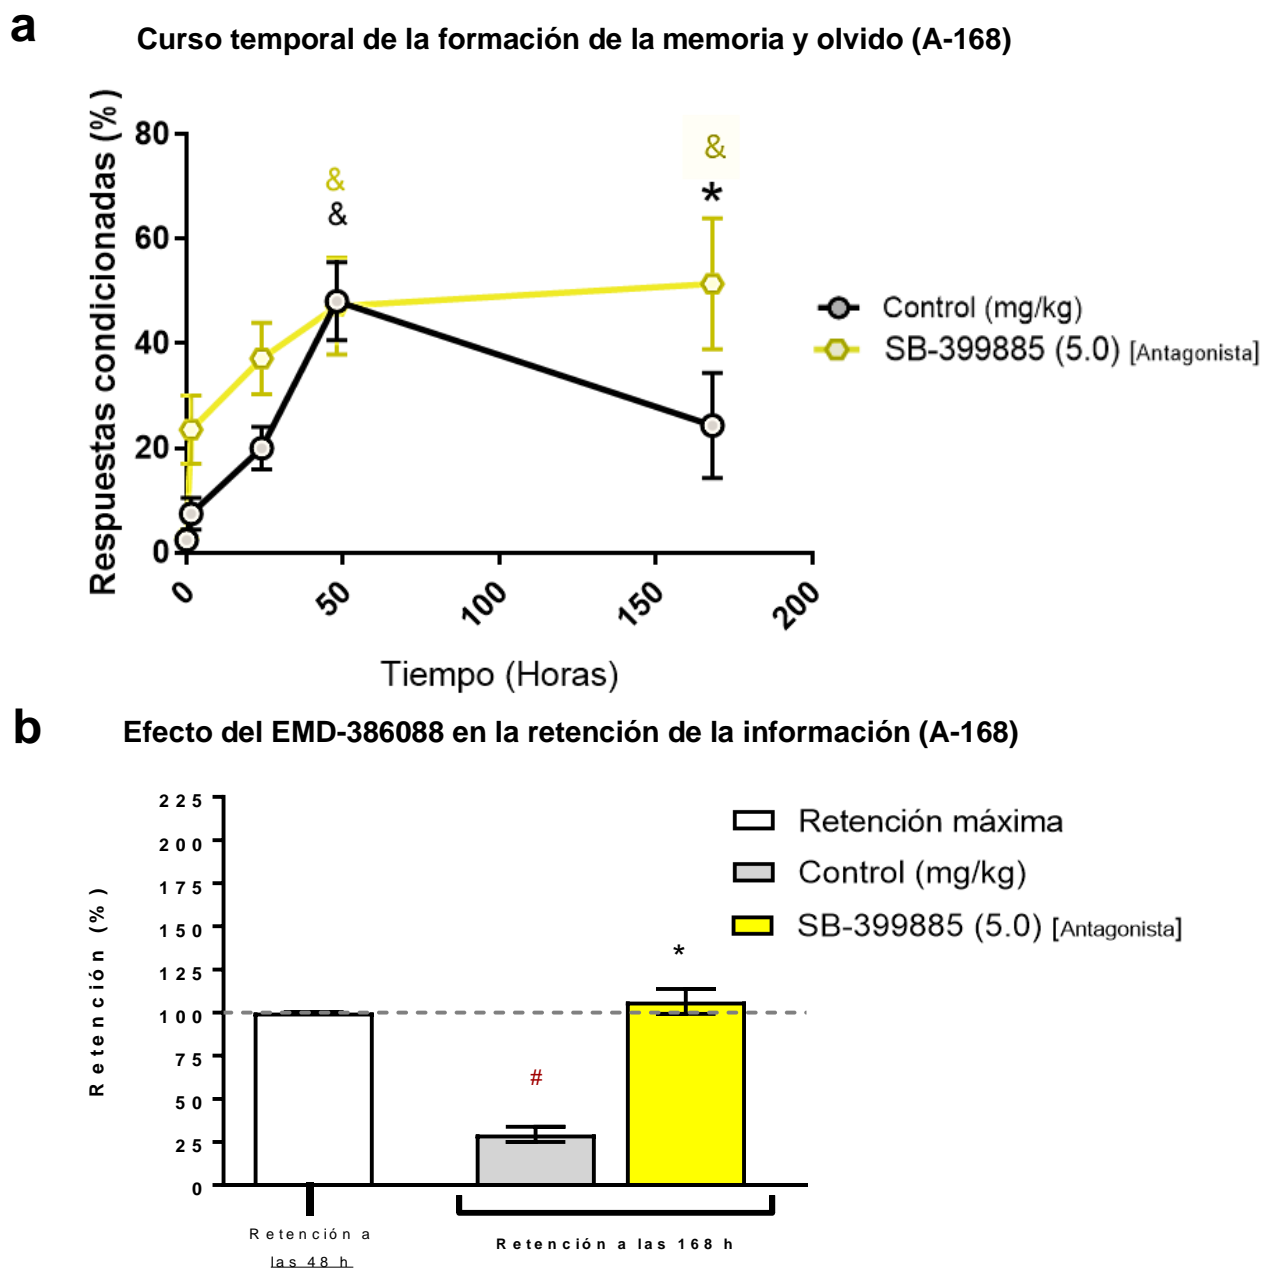 a
Curso temporal de la formación de la memoria y olvido (A-168)
Respuestas condicionadas (%)
80
60
40
20
0
&
&
&
*
0
50
100
150
200
Tiempo (Horas)
Control (mg/kg)
SB-399885 (5.0) [Antagonista]
b
Efecto del EMD-386088 en la retención de la información (A-168)
Retención (%)
225
200
175
150
125
100
75
50
25
0
Retención máxima
Control (mg/kg)
SB-399885 (5.0) [Antagonista]
*
#
Retención a
las 48 h
Retención a las 168 h